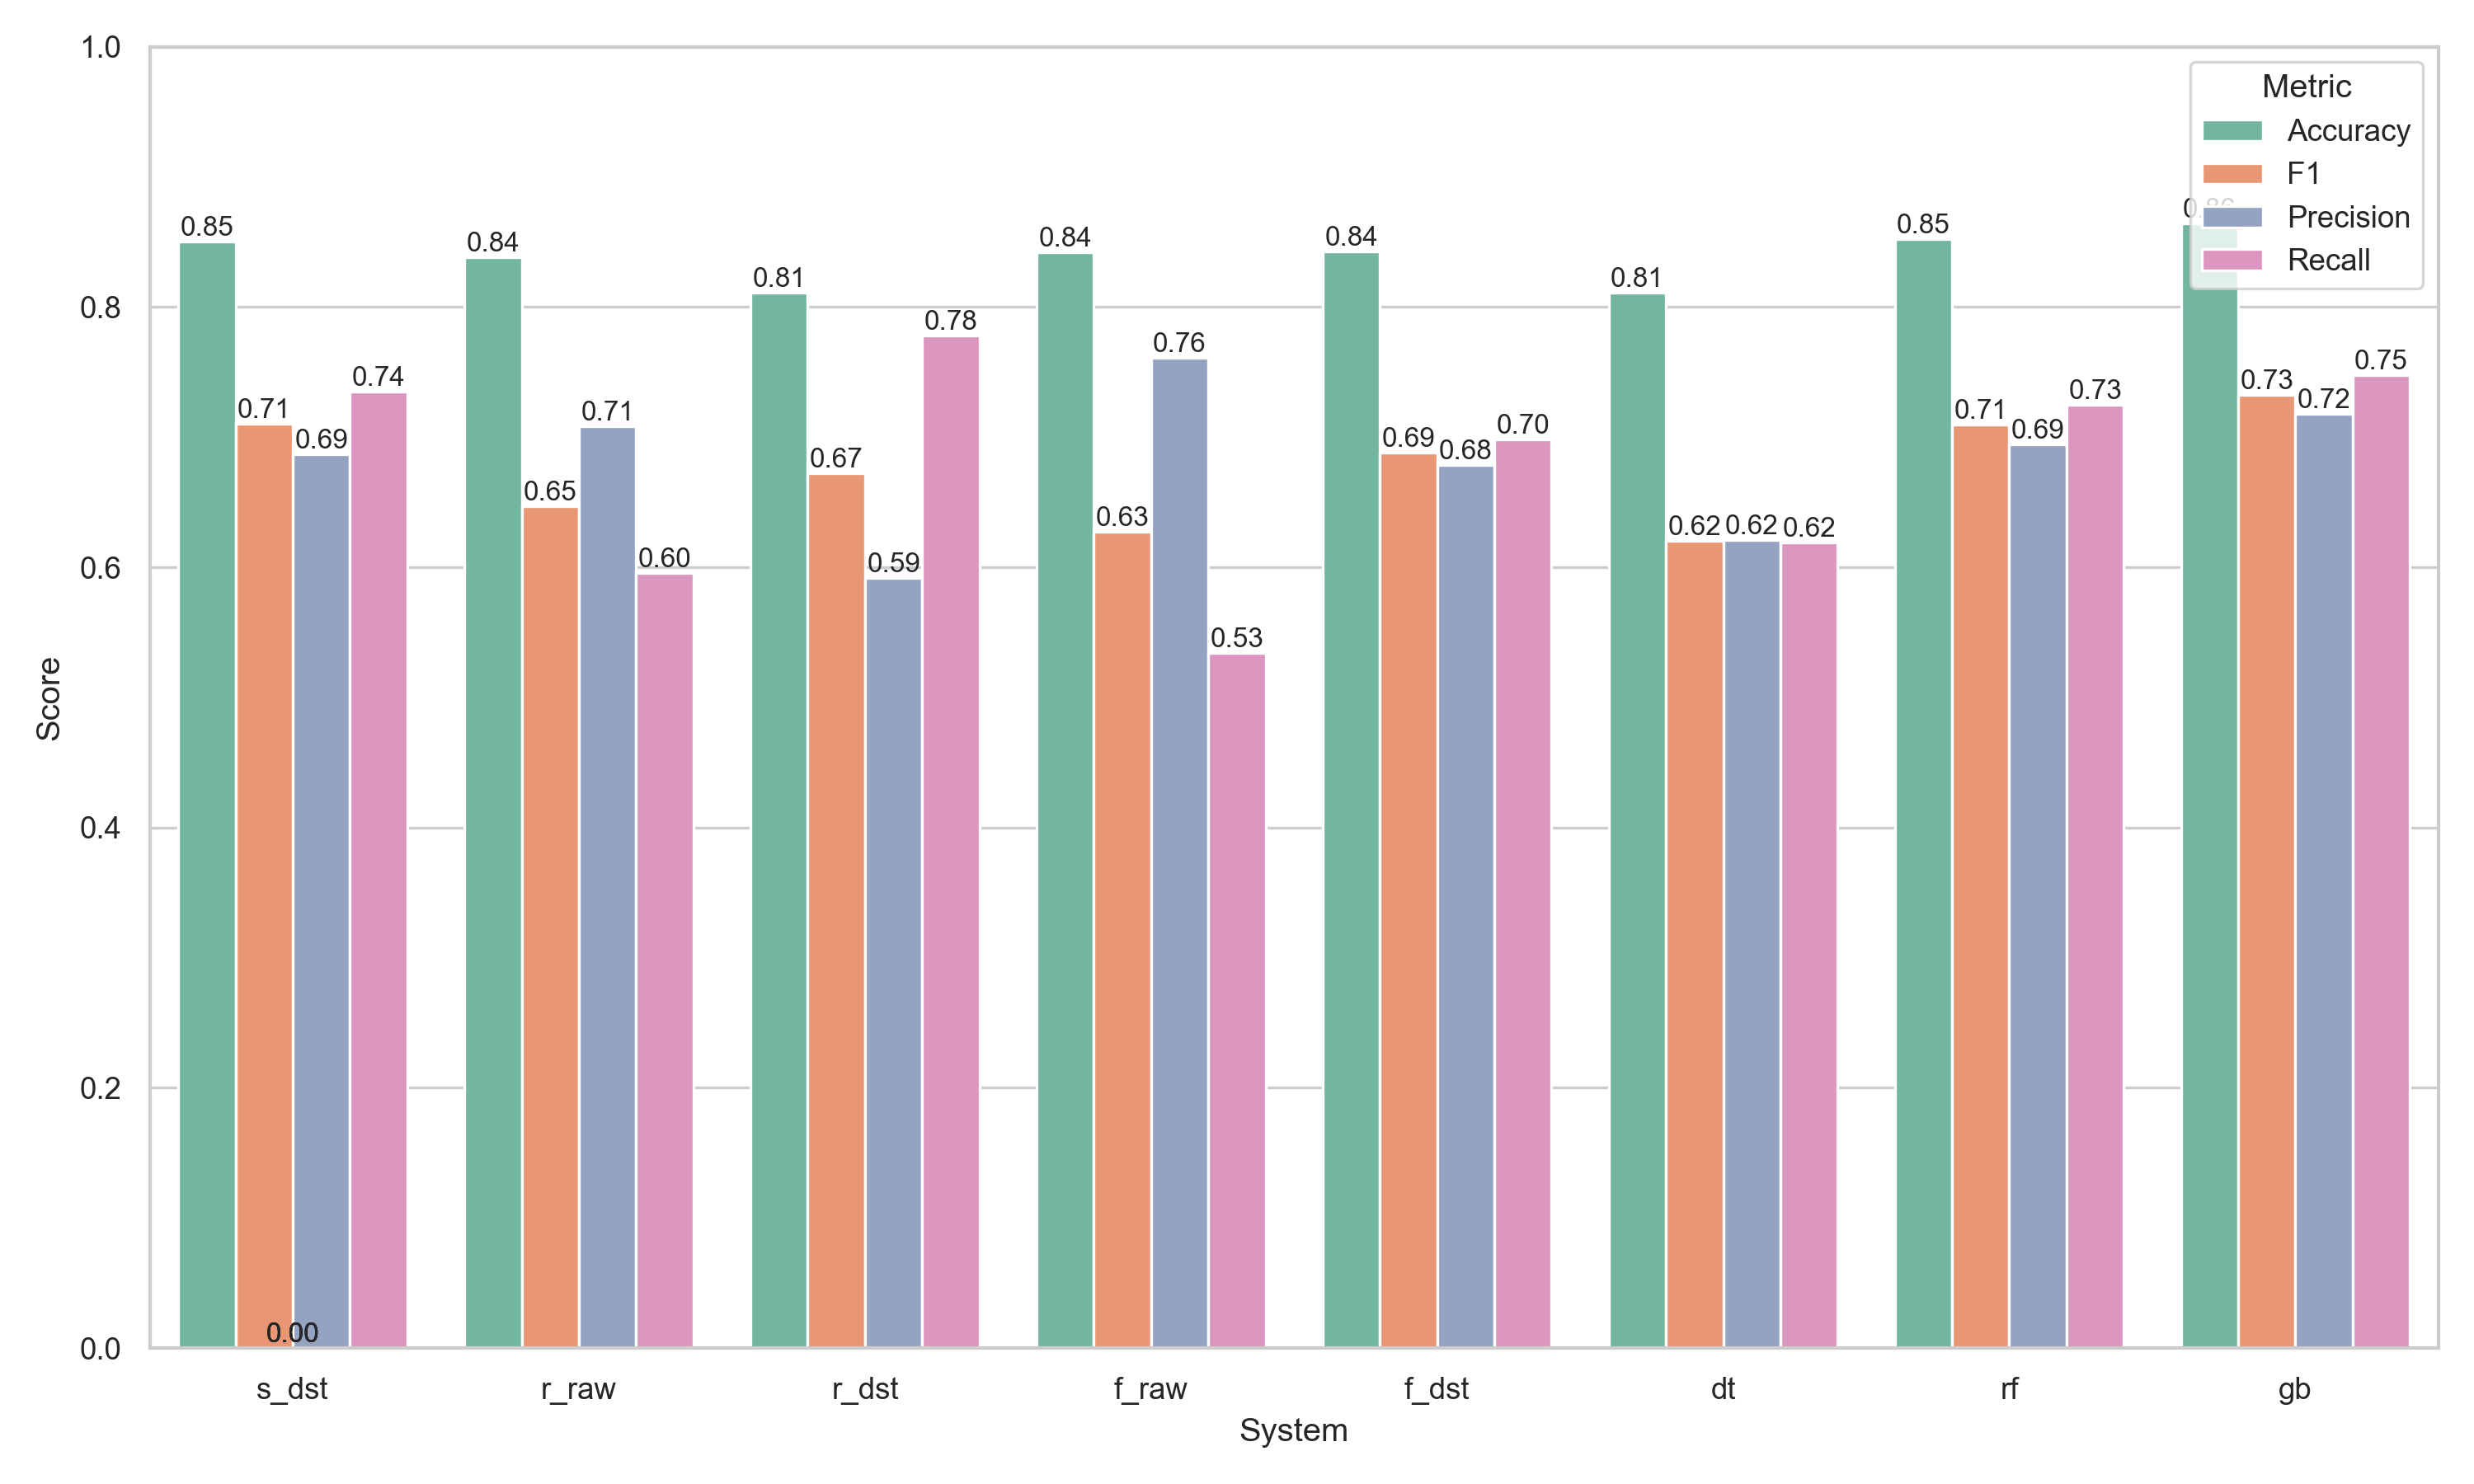 1.0
0.8
0.6
0.4
0.2
0.0
Score
Metric
Accuracy
F1
Precision
Recall
0.85 0.71 0.69 0.74
0.84 0.65 0.71 0.60
0.81 0.67 0.59 0.78
0.84 0.63 0.76 0.53
0.84 0.69 0.68 0.70
0.81 0.62 0.62 0.62
0.85 0.71 0.69 0.73
0.86 0.73 0.72 0.75
0.00
s_dst r_raw r_dst f_raw f_dst dt rf gb
System